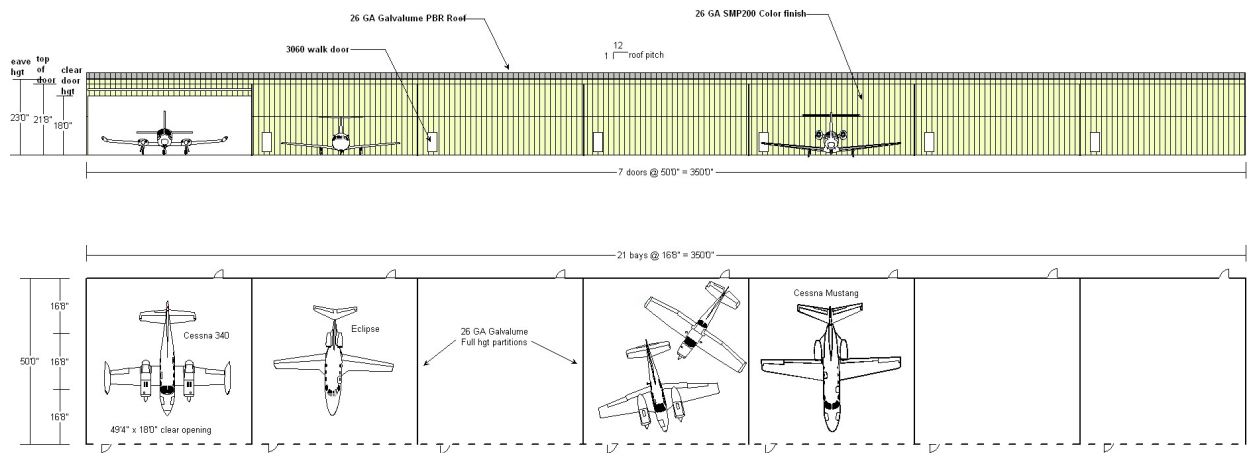 26 GA Galvalume PBR Roof
26 GA SMP200 Color finish
3060 walk door
12
1
roof pitch
eave
hgt
top
of
door
clear
door
hgt
23'0"
21'8"
18'0"
7 doors @ 50'0" = 350'0"
21 bays @ 16'8" = 350'0"
Cessna Mustang
16'8"
Cessna 340
Eclipse
26 GA Galvalume
Full hgt partitions
50'0"
16'8"
16'8"
49'4" x 18'0" clear opening